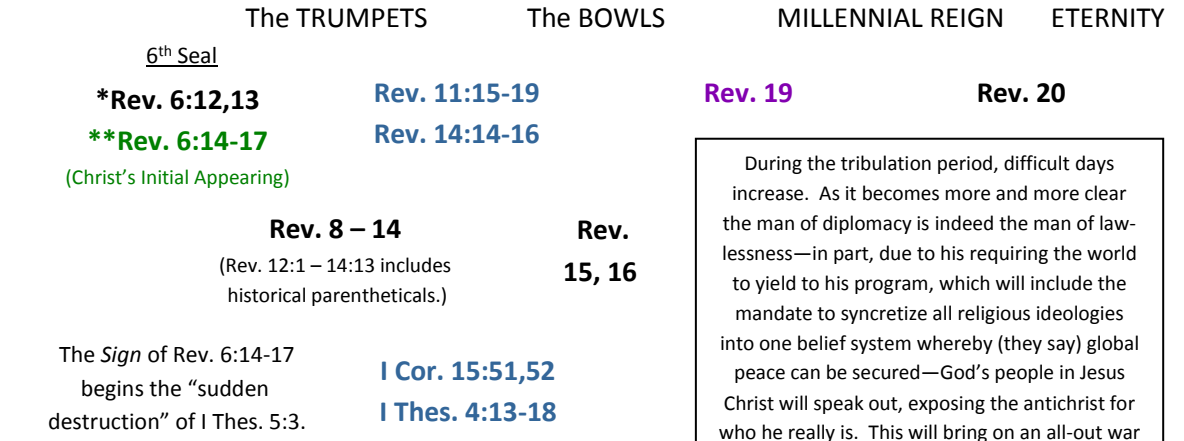 The TRUMPETS The BOWLS MILLENNIAL REIGN ETERNITY
6th Seal
*Rev. 6:12,13 Rev. 11:15-19 Rev. 19 Rev. 20
**Rev. 6:14-17 Rev. 14:14-16
(Christ's Initial Appearing)
Rev. 8 – 14 Rev.
(Rev. 12:1 – 14:13 includes 15, 16
historical parentheticals.)
The Sign of Rev. 6:14-17
begins the "sudden
destruction" of I Thes. 5:3.
I Cor. 15:51,52
I Thes. 4:13-18
During the tribulation period, difficult days
increase. As it becomes more and more clear
the man of diplomacy is indeed the man of law-
lessness—in part, due to his requiring the world
to yield to his program, which will include the
mandate to syncretize all religious ideologies
into one belief system whereby (they say) global
peace can be secured—God's people in Jesus
Christ will speak out, exposing the antichrist for
who he really is. This will bring on an all-out war